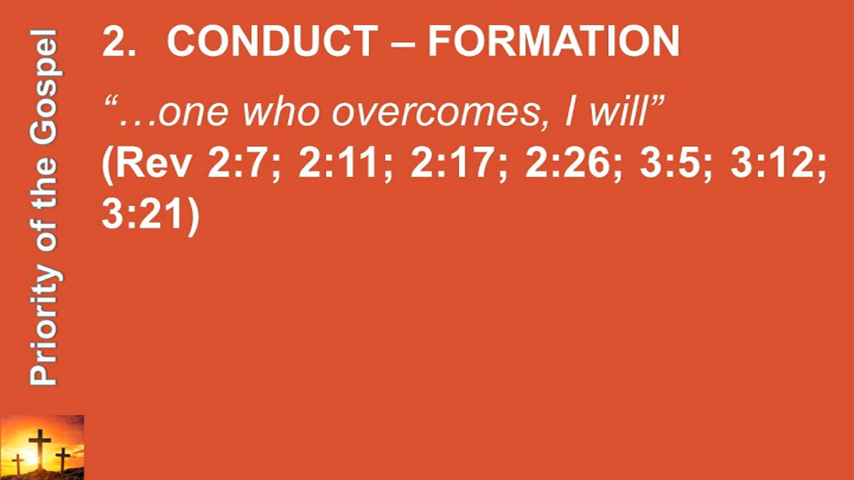 Priority of the Gospel
2. CONDUCT – FORMATION
“…one who overcomes, I will”
(Rev 2:7; 2:11; 2:17; 2:26; 3:5; 3:12;
3:21)